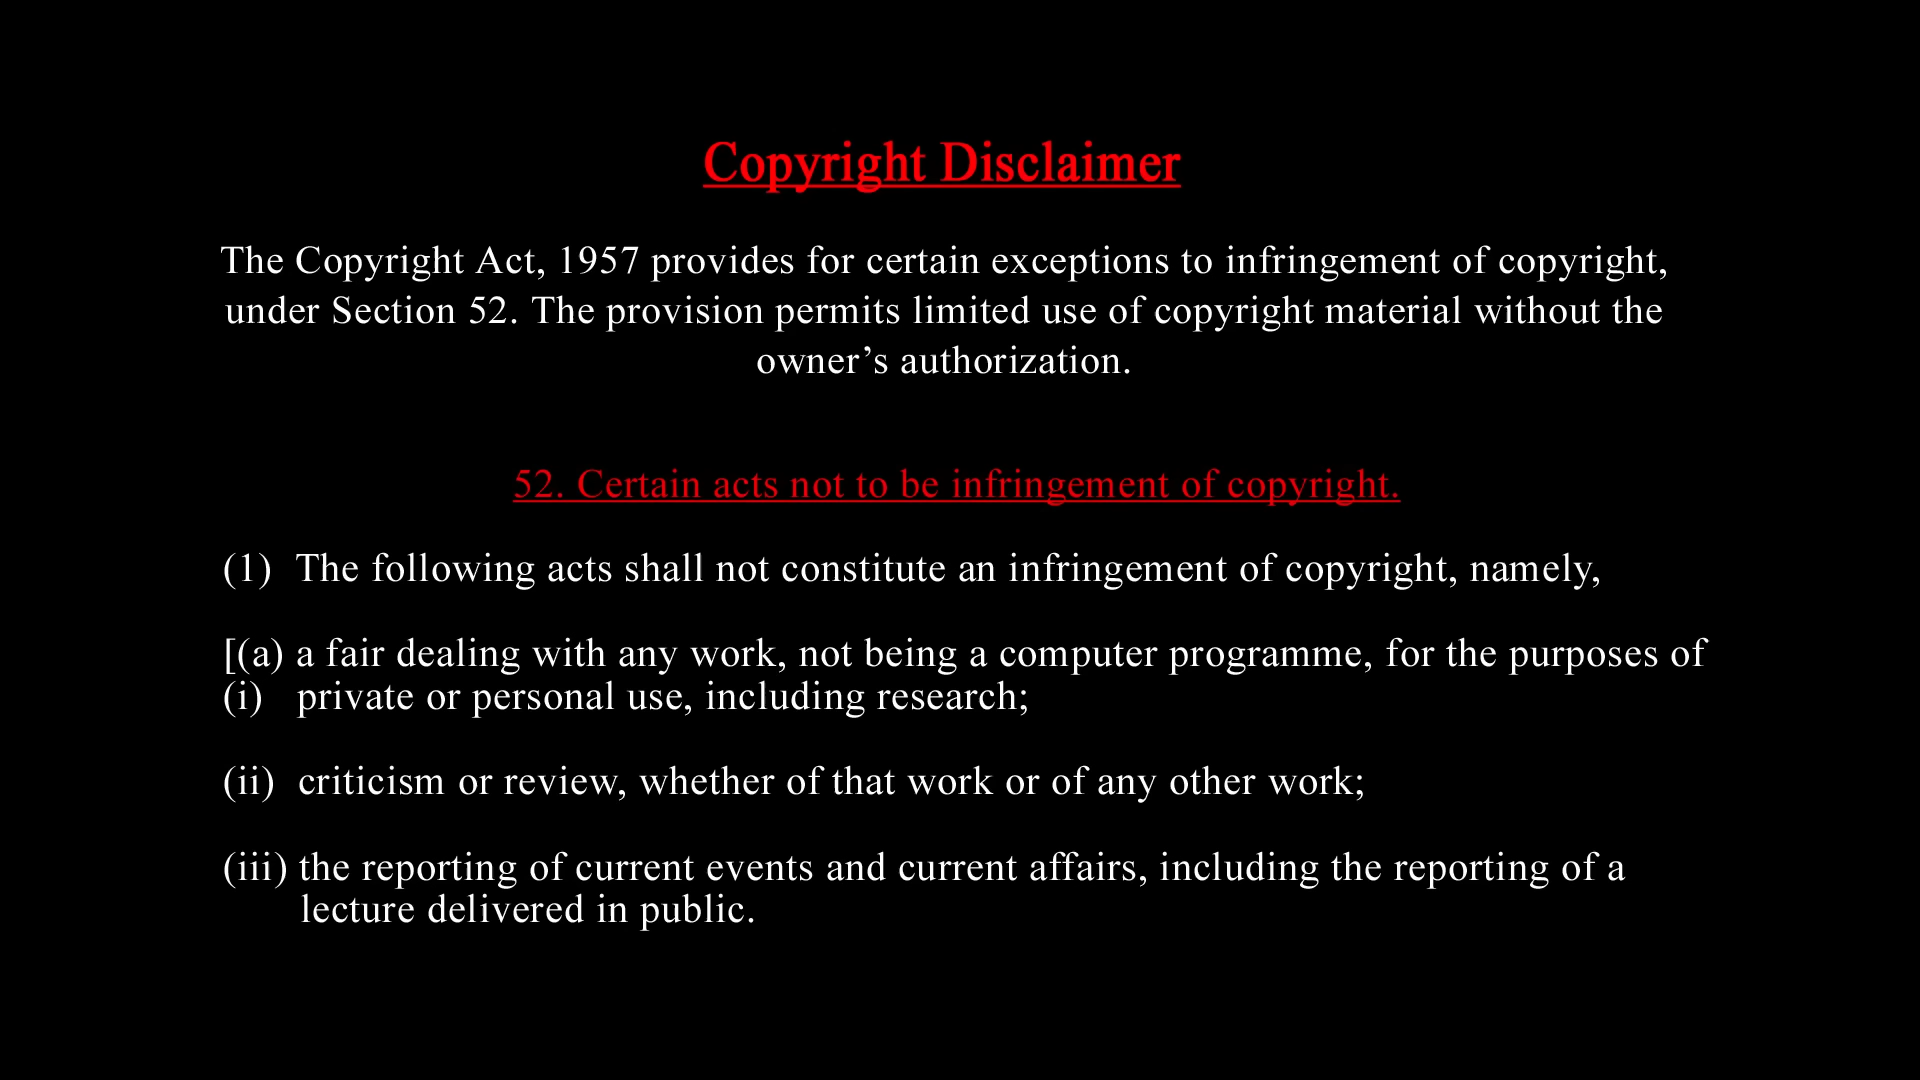 Copyright Disclaimer
The Copyright Act, 1957 provides for certain exceptions to infringement of copyright,
under Section 52. The provision permits limited use of copyright material without the
owner’s authorization.
52. Certain acts not to be infringement of copyright.
(1) The following acts shall not constitute an infringement of copyright, namely,
[(a) a fair dealing with any work, not being a computer programme, for the purposes of
(i) private or personal use, including research;
(ii) criticism or review, whether of that work or of any other work;
(iii) the reporting of current events and current affairs, including the reporting of a
lecture delivered in public.